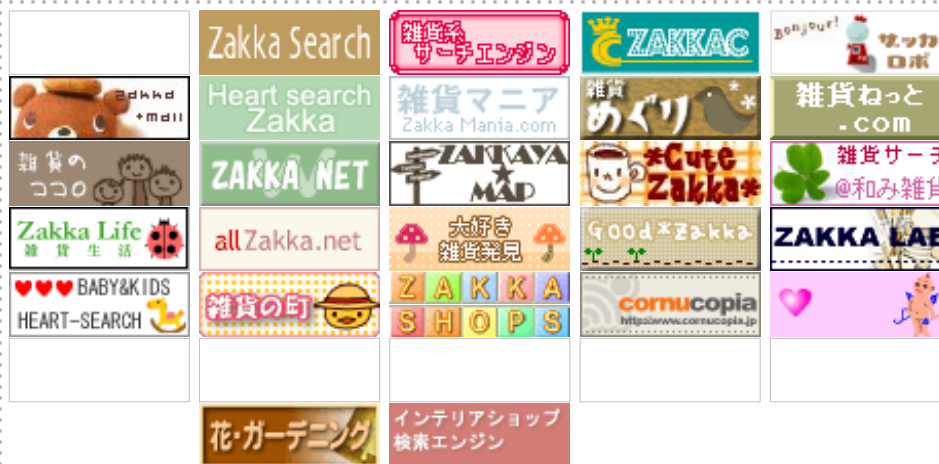 Zakka Search
雑貨系
サーチエンジン
ZAKKAC
Bonjour!
ザッカ
ロボ
zakka
+mall
Heart search
Zakka
雑貨マニア
Zakka Mania.com
雑貨
めぐり
雑貨ねっと
.com
雑貨の
ココロ
ZAKKA NET
ZAKKAYA
MAP
*Cute
Zakka*
雑貨サーチ
@和み雑貨
Zakka Life
雑貨生活
allZakka.net
大好き
雑貨発見
Good*Zakka
ZAKKA LAB
BABY&KIDS
HEART-SEARCH
雑貨の町
ZAKKA
SHOPS
cornucopia
http://www.cornucopia.jp
花・ガーデニング
インテリアショップ
検索エンジン